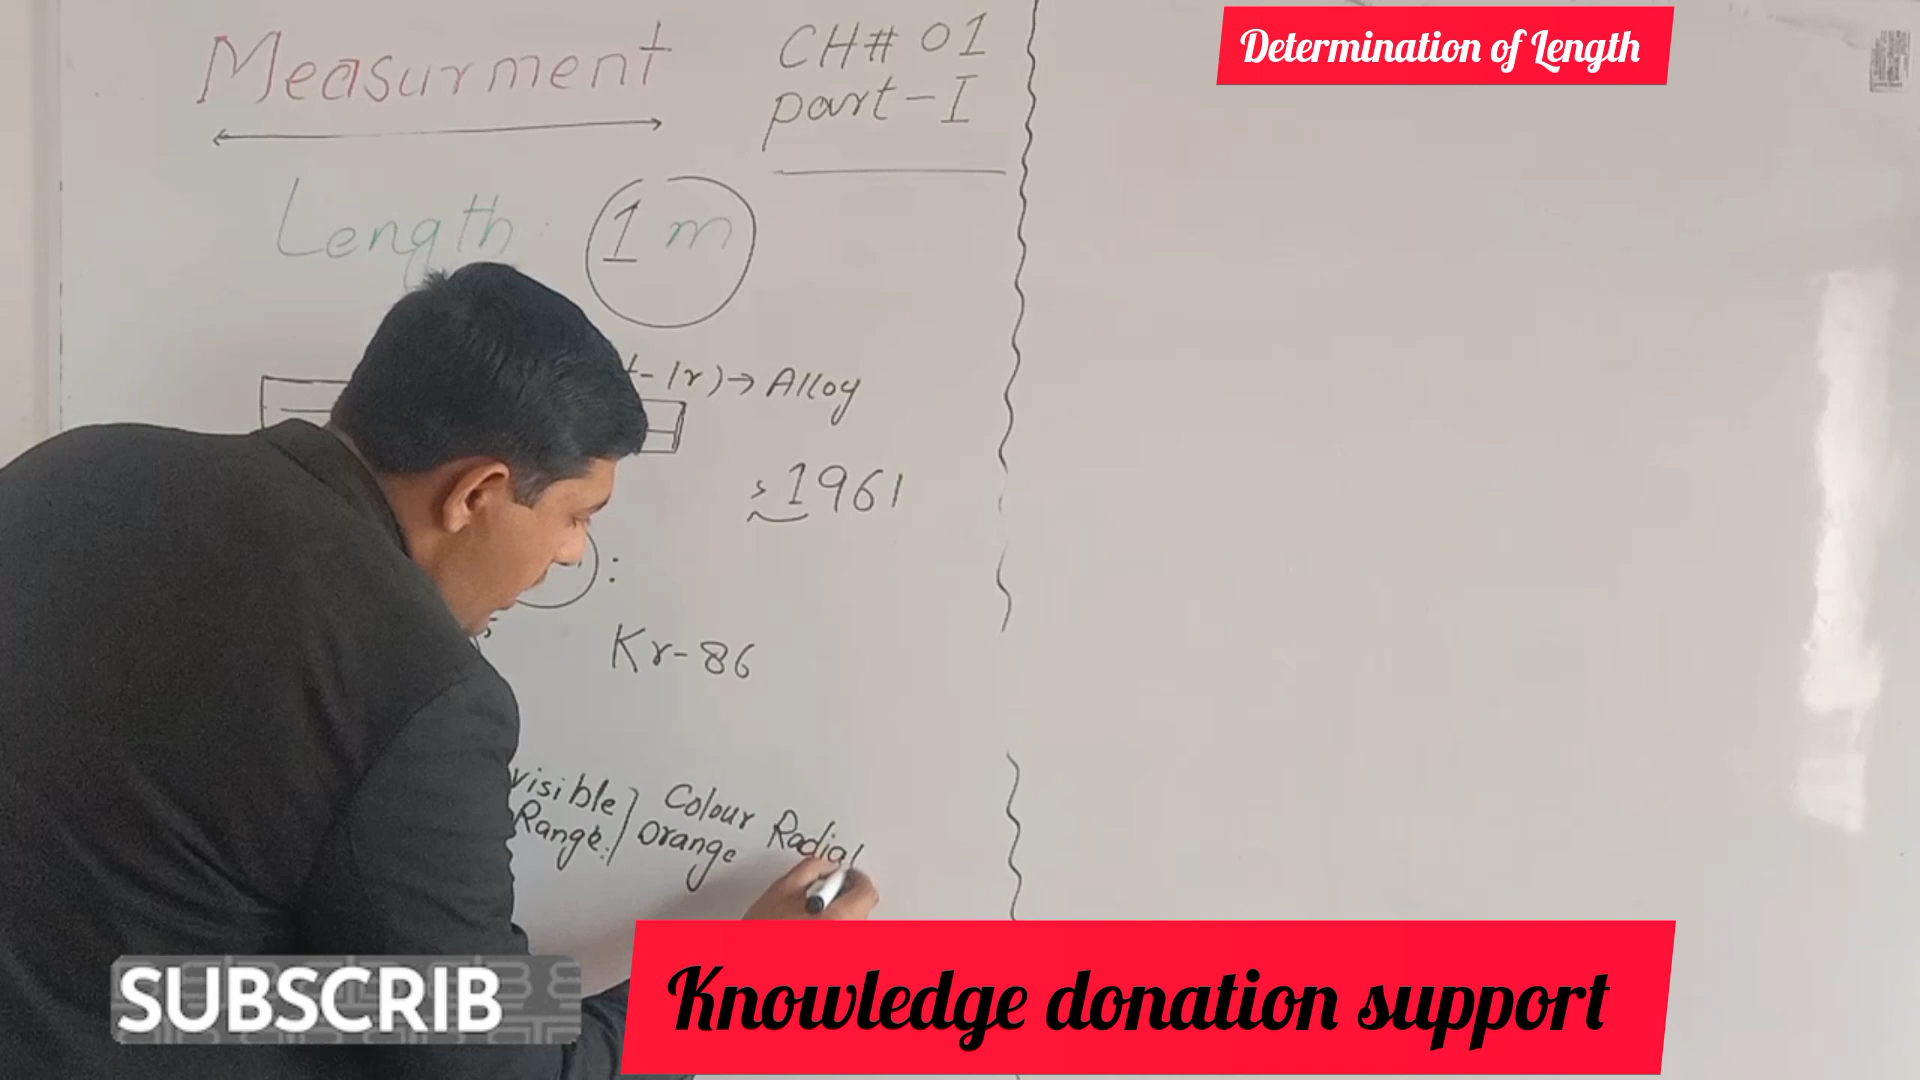 Measurment
CH# 01
part-I
Determination of Length
Length: 1 m
t-Ir)→ Alloy
1961
:
Kr-86
visible Colour Radial
Range: Orange
SUBSCRIB
Knowledge donation support